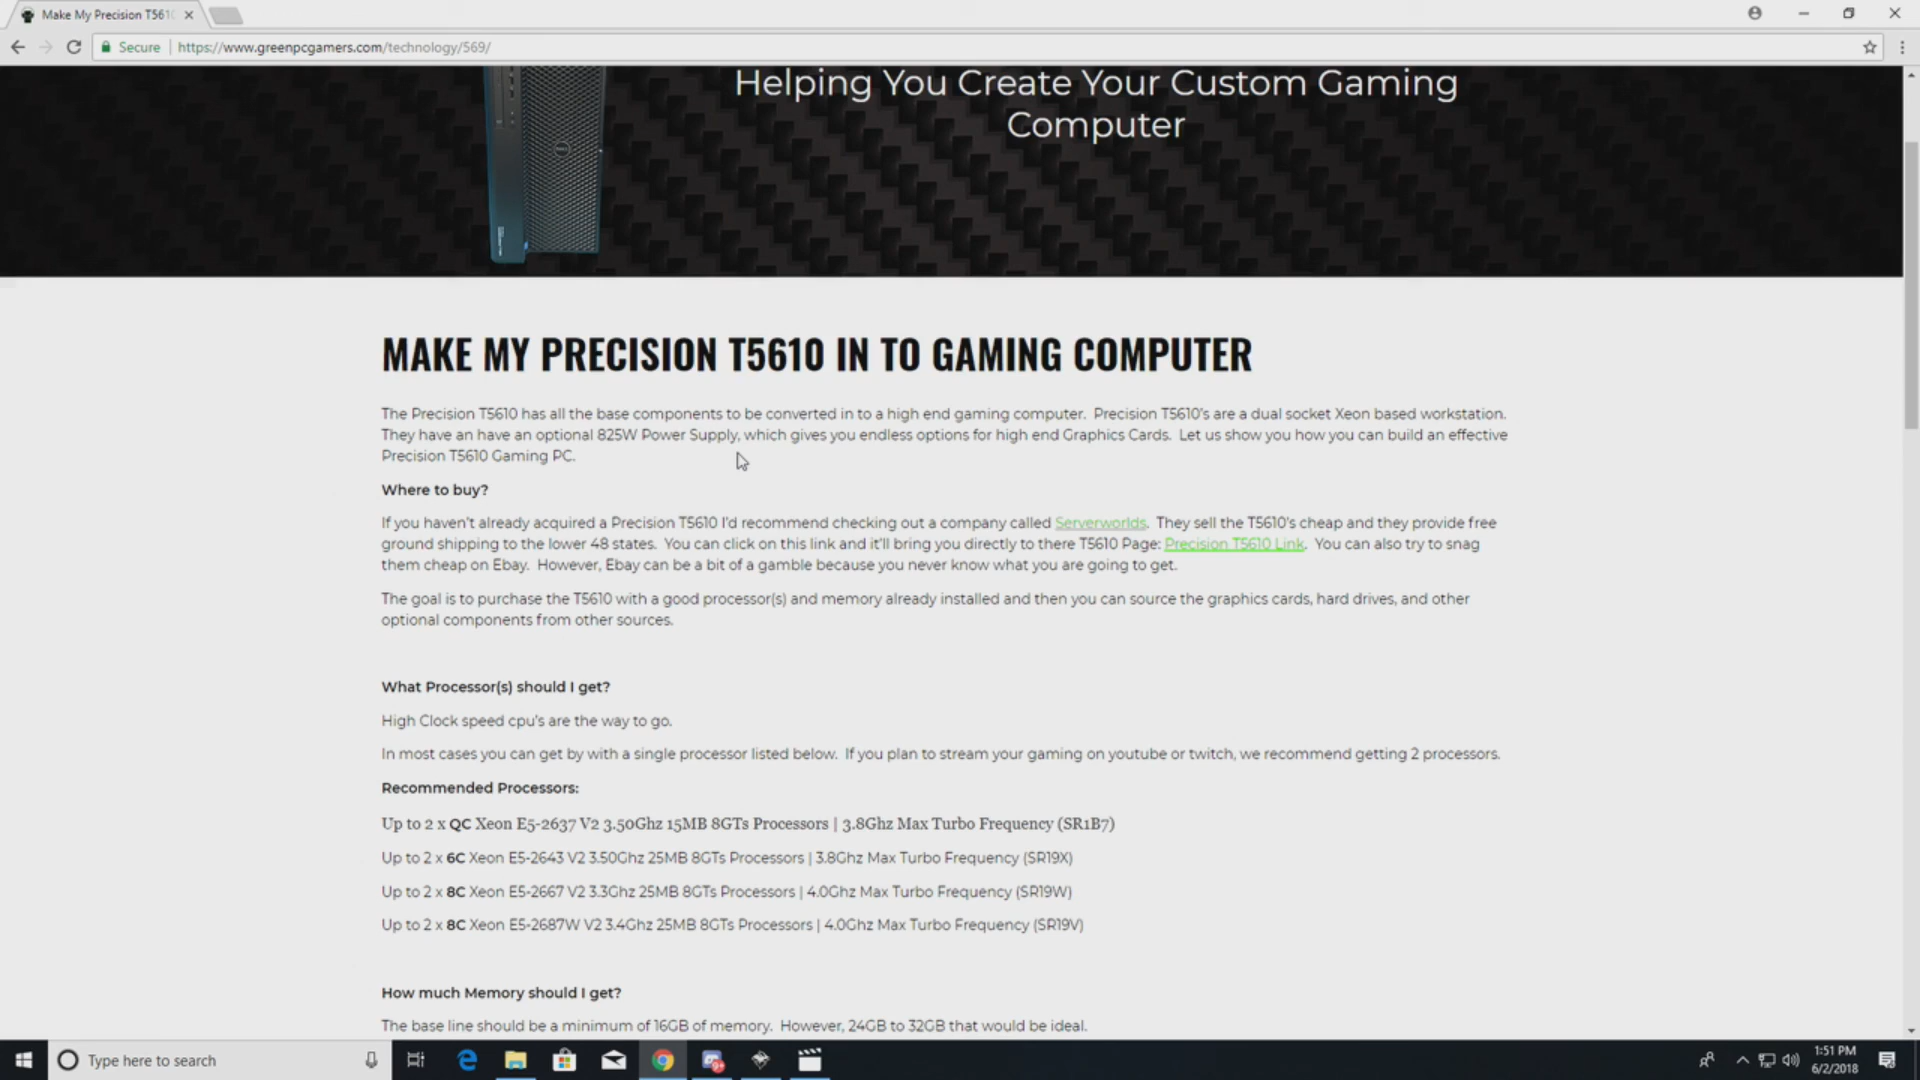 Make My Precision T561
Secure
https://www.greenpcgamers.com/technology/569/
Helping You Create Your Custom Gaming
Computer
MAKE MY PRECISION T5610 IN TO GAMING COMPUTER
The Precision T5610 has all the base components to be converted in to a high end gaming computer. Precision T5610's are a dual socket Xeon based workstation.
They have an have an optional 825W Power Supply, which gives you endless options for high end Graphics Cards. Let us show you how you can build an effective
Precision T5610 Gaming PC.
Where to buy?
If you haven't already acquired a Precision T5610 I'd recommend checking out a company called Serverworlds. They sell the T5610's cheap and they provide free
ground shipping to the lower 48 states. You can click on this link and it'll bring you directly to there T5610 Page: Precision T5610 Link. You can also try to snag
them cheap on Ebay. However, Ebay can be a bit of a gamble because you never know what you are going to get.
The goal is to purchase the T5610 with a good processor(s) and memory already installed and then you can source the graphics cards, hard drives, and other
optional components from other sources.
What Processor(s) should I get?
High Clock speed cpu's are the way to go.
In most cases you can get by with a single processor listed below. If you plan to stream your gaming on youtube or twitch, we recommend getting 2 processors.
Recommended Processors:
Up to 2 x QC Xeon E5-2637 V2 3.50Ghz 15MB 8GTs Processors | 3.8Ghz Max Turbo Frequency (SR1B7)
Up to 2 x 6C Xeon E5-2643 V2 3.50Ghz 25MB 8GTs Processors | 3.8Ghz Max Turbo Frequency (SR19X)
Up to 2 x 8C Xeon E5-2667 V2 3.3Ghz 25MB 8GTs Processors | 4.0Ghz Max Turbo Frequency (SR19W)
Up to 2 x 8C Xeon E5-2687W V2 3.4Ghz 25MB 8GTs Processors | 4.0Ghz Max Turbo Frequency (SR19V)
How much Memory should I get?
The base line should be a minimum of 16GB of memory. However, 24GB to 32GB that would be ideal.
Type here to search
1:51 PM
6/2/2018